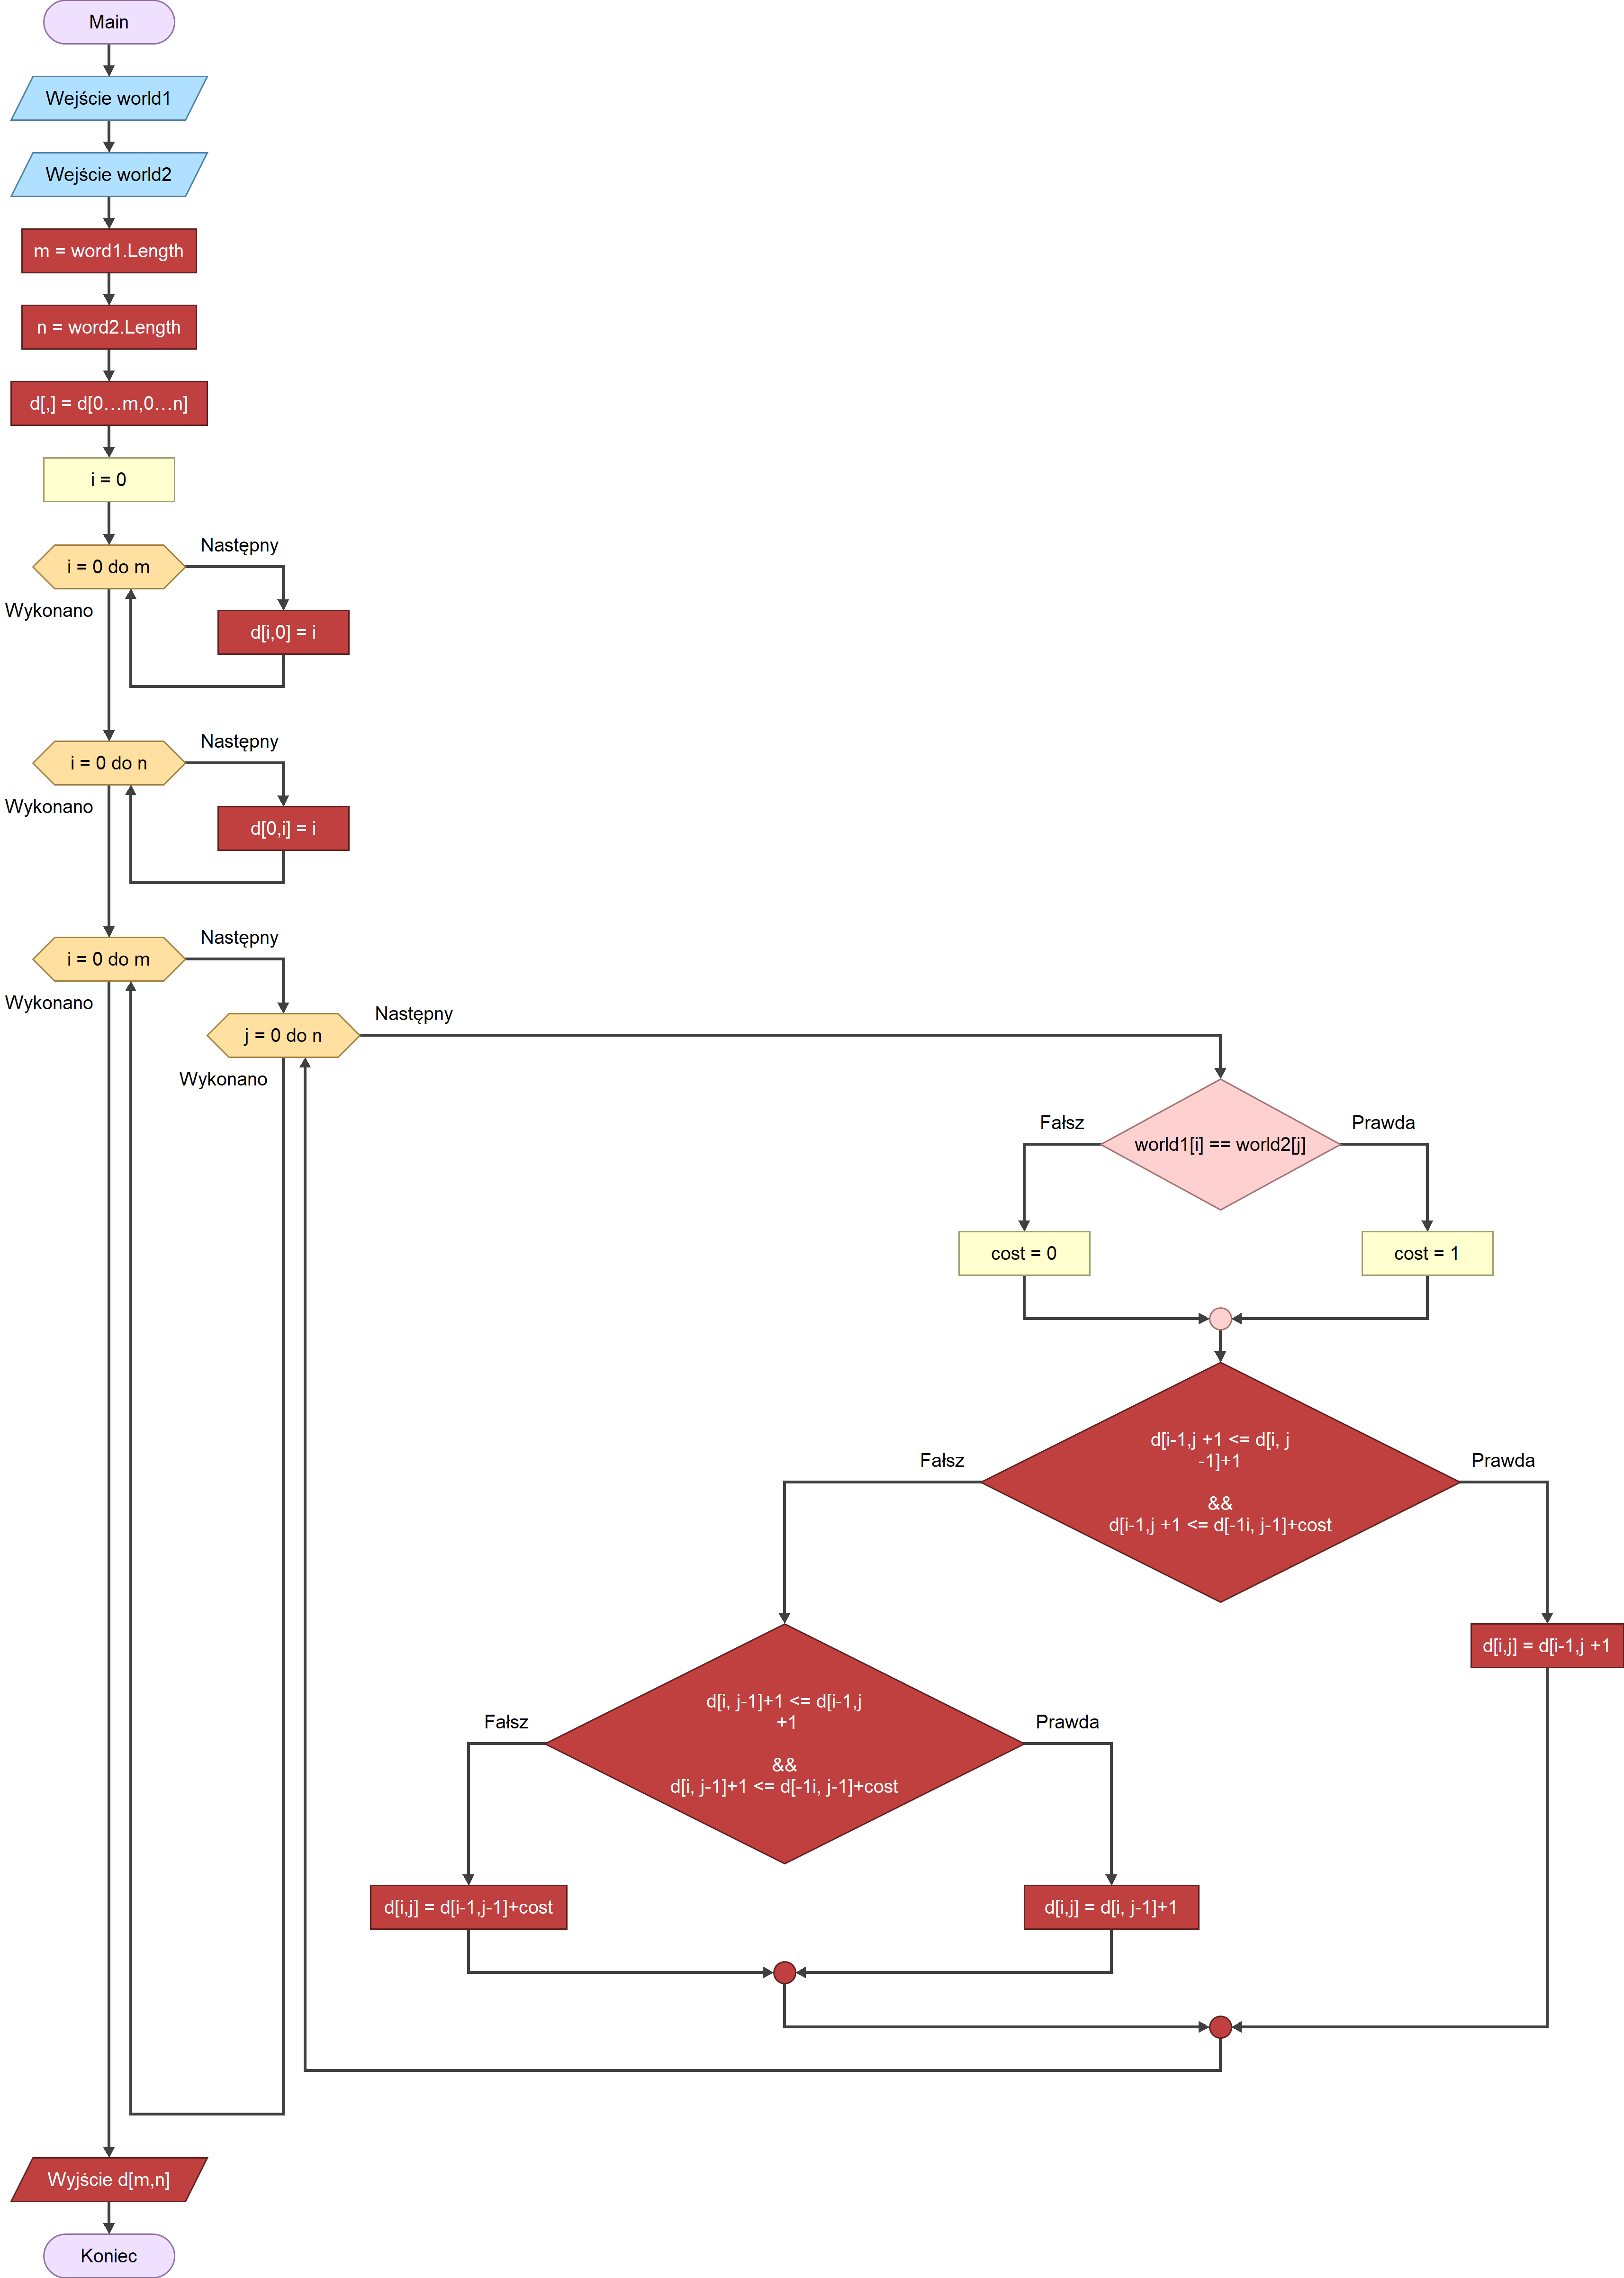 Main
Wejście world1
Wejście world2
m = word1.Length
n = word2.Length
d[,] = d[0…m,0…n]
i = 0
i = 0 do m
Następny
Wykonano
d[i,0] = i
i = 0 do n
Następny
Wykonano
d[0,i] = i
i = 0 do m
Następny
Wykonano
j = 0 do n
Następny
Wykonano
world1[i] == world2[j]
Fałsz
Prawda
cost = 0
cost = 1
d[i-1,j +1 <= d[i, j
-1]+1
&&
d[i-1,j +1 <= d[-1i, j-1]+cost
Fałsz
Prawda
d[i,j] = d[i-1,j +1
d[i, j-1]+1 <= d[i-1,j
+1
&&
d[i, j-1]+1 <= d[-1i, j-1]+cost
Fałsz
Prawda
d[i,j] = d[i-1,j-1]+cost
d[i,j] = d[i, j-1]+1
Wyjście d[m,n]
Koniec